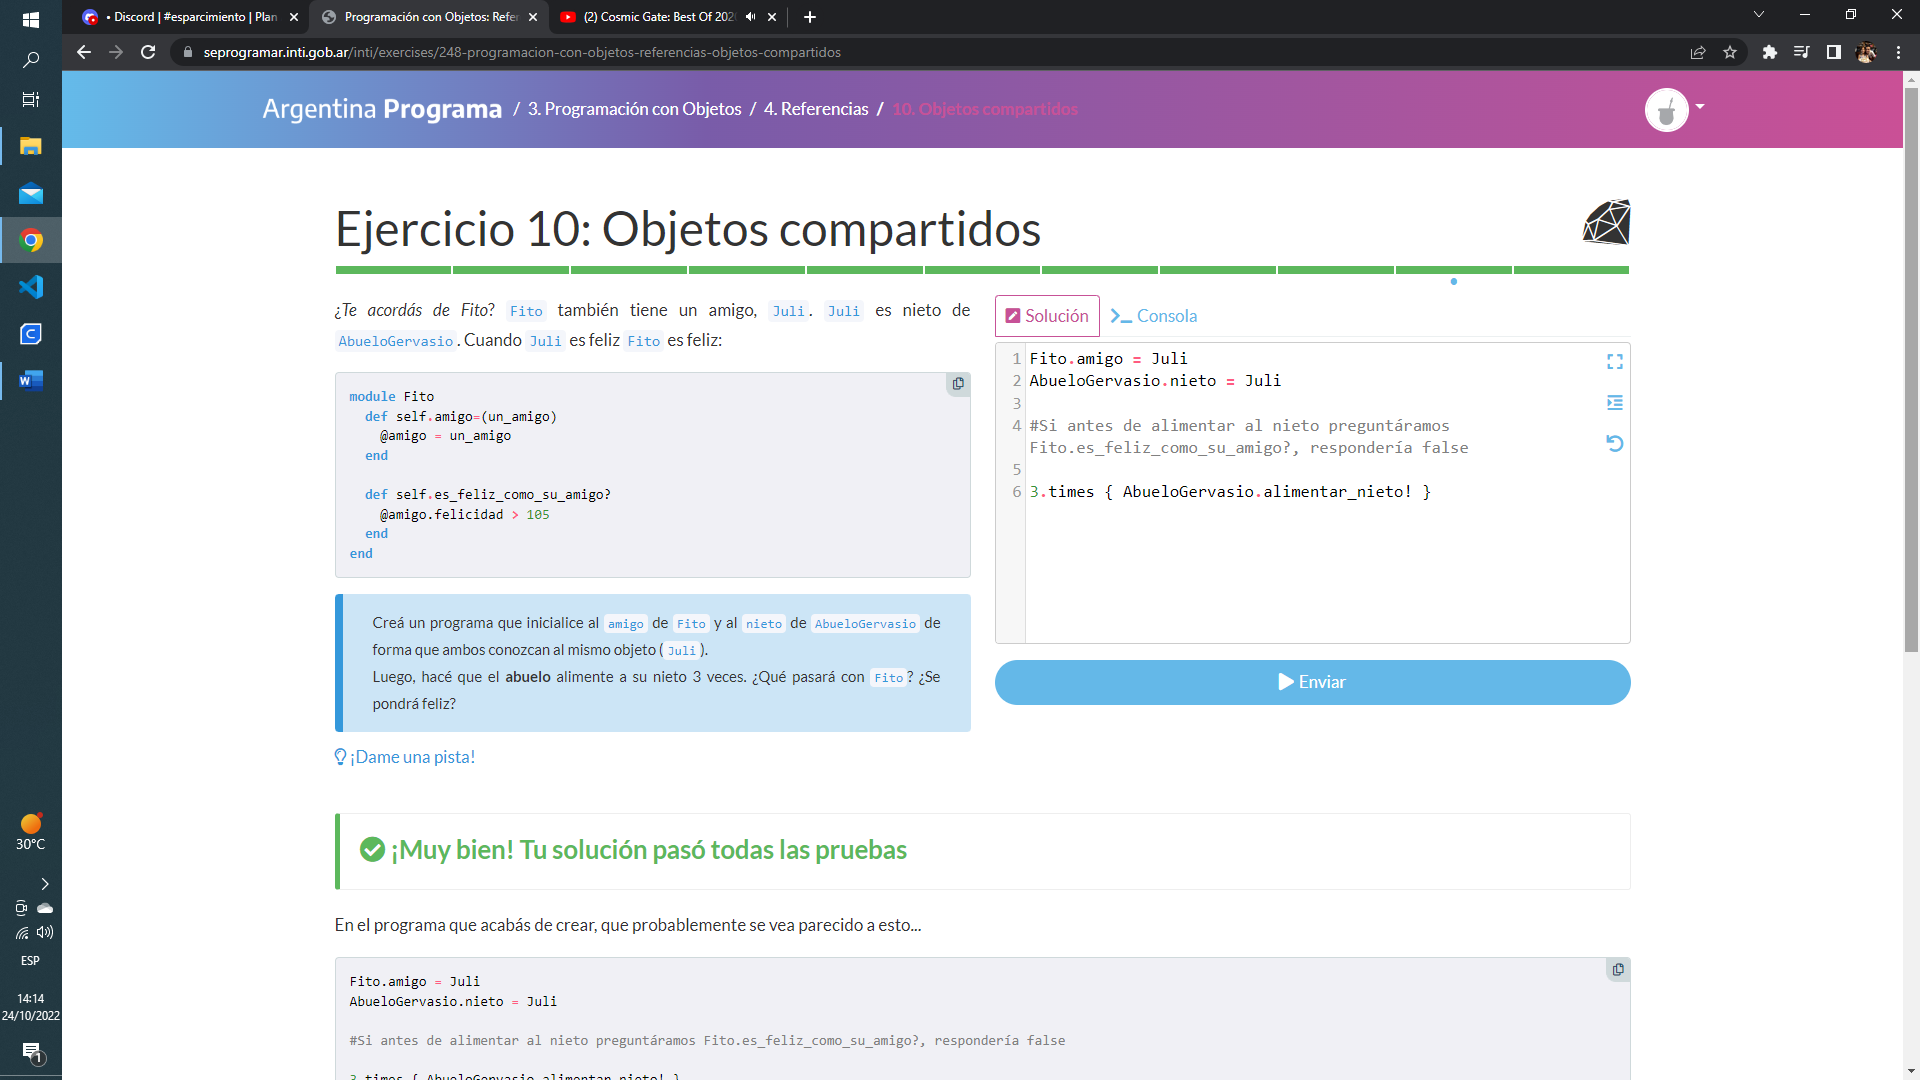 • Discord | #esparcimiento | Plan
Programación con Objetos: Refer
(2) Cosmic Gate: Best Of 2020
seprogramar.inti.gob.ar/inti/exercises/248-programacion-con-objetos-referencias-objetos-compartidos
Argentina Programa / 3. Programación con Objetos / 4. Referencias / 10. Objetos compartidos
Ejercicio 10: Objetos compartidos
¿Te acordás de Fito? Fito también tiene un amigo, Juli. Juli es nieto de
AbueloGervasio. Cuando Juli es feliz Fito es feliz:
module Fito
def self.amigo=(un_amigo)
@amigo = un_amigo
end
def self.es_feliz_como_su_amigo?
@amigo.felicidad > 105
end
end
Creá un programa que inicialice al amigo de Fito y al nieto de AbueloGervasio de
forma que ambos conozcan al mismo objeto (Juli).
Luego, hacé que el abuelo alimente a su nieto 3 veces. ¿Qué pasará con Fito? ¿Se
pondrá feliz?
¡Dame una pista!
Solución
Consola
1 Fito.amigo = Juli
2 AbueloGervasio.nieto = Juli
3
4 #Si antes de alimentar al nieto preguntáramos
Fito.es_feliz_como_su_amigo?, respondería false
5
6 3.times { AbueloGervasio.alimentar_nieto! }
Enviar
¡Muy bien! Tu solución pasó todas las pruebas
En el programa que acabás de crear, que probablemente se vea parecido a esto...
Fito.amigo = Juli
AbueloGervasio.nieto = Juli
#Si antes de alimentar al nieto preguntáramos Fito.es_feliz_como_su_amigo?, respondería false
3.times { AbueloGervasio.alimentar_nieto! }
30°C
ESP
14:14
24/10/2022
1